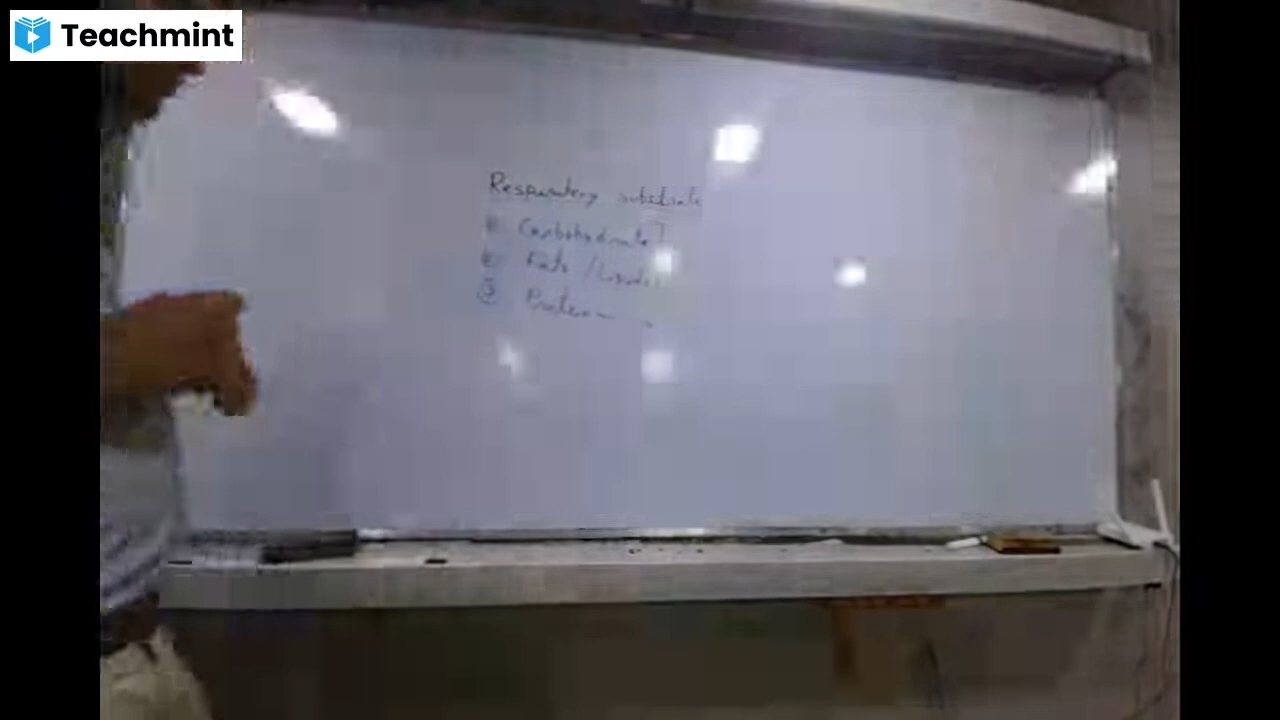 Teachmint
Respiratory substrate
① Carbohydrate
② Fats / Lipids
③ Protein